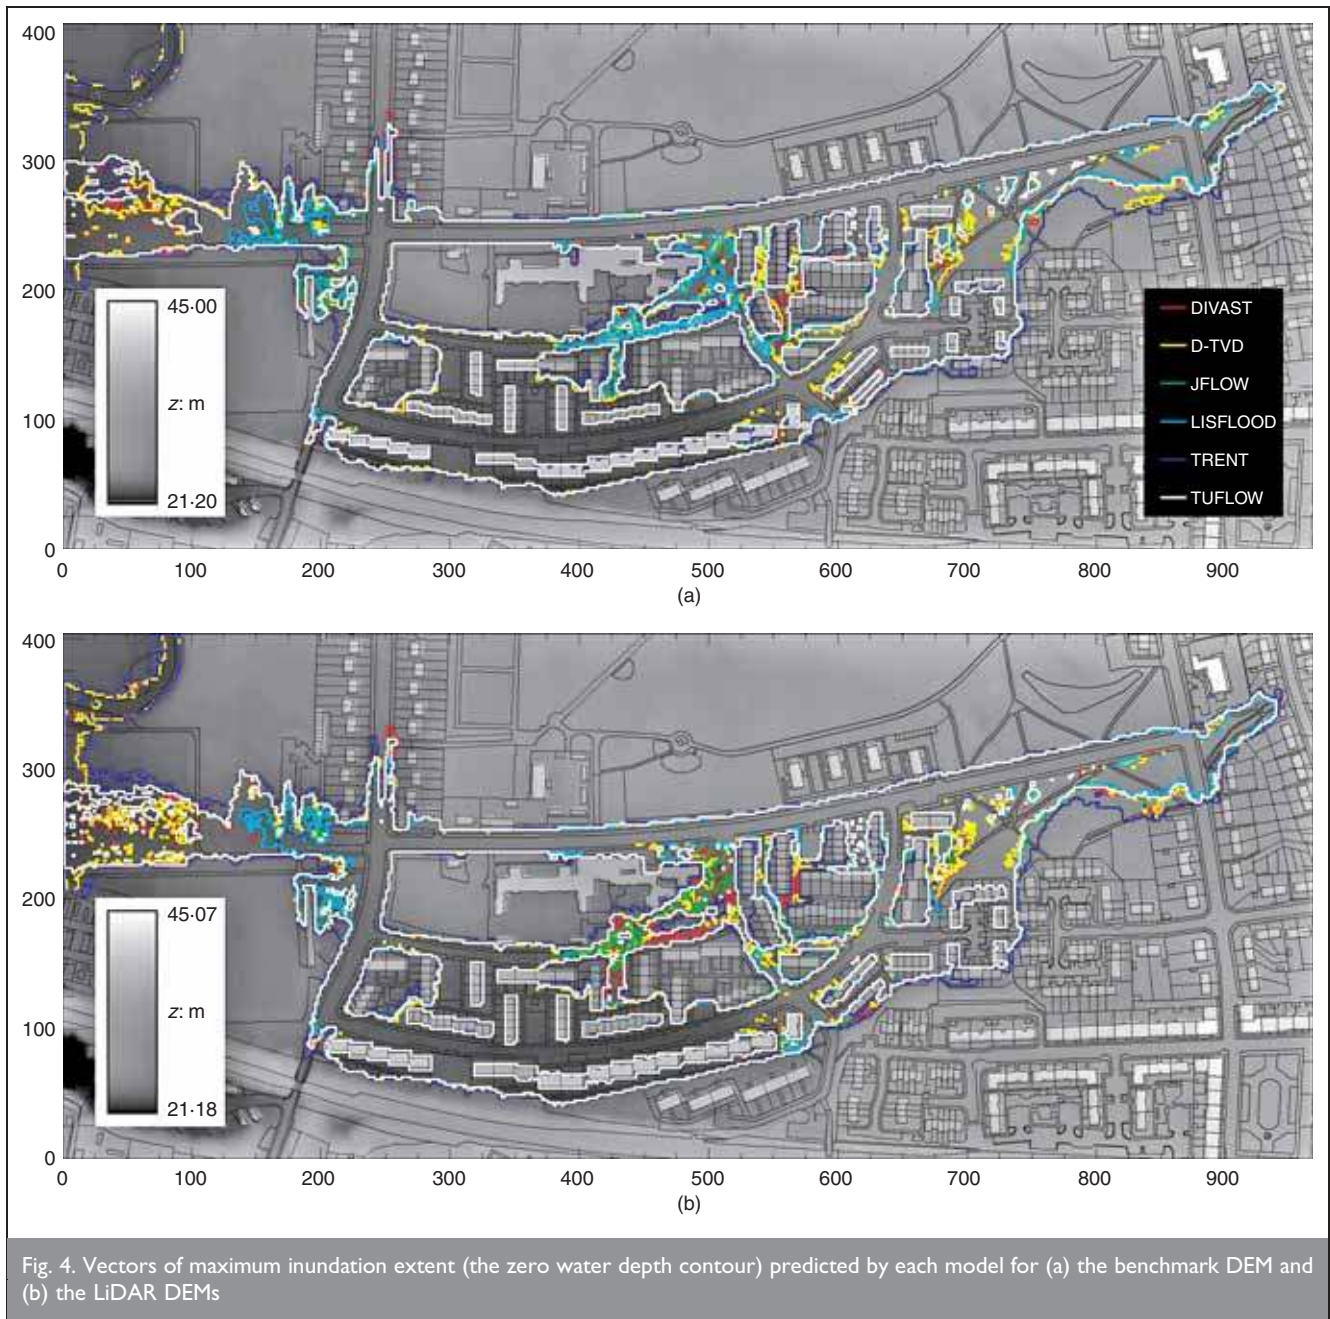 400
300
200
100
0
45·00
z: m
21·20
DIVAST
D-TVD
JFLOW
LISFLOOD
TRENT
TUFLOW
0 100 200 300 400 500 600 700 800 900
(a)
400
300
200
100
0
45·07
z: m
21·18
0 100 200 300 400 500 600 700 800 900
(b)
Fig. 4. Vectors of maximum inundation extent (the zero water depth contour) predicted by each model for (a) the benchmark DEM and
(b) the LiDAR DEMs